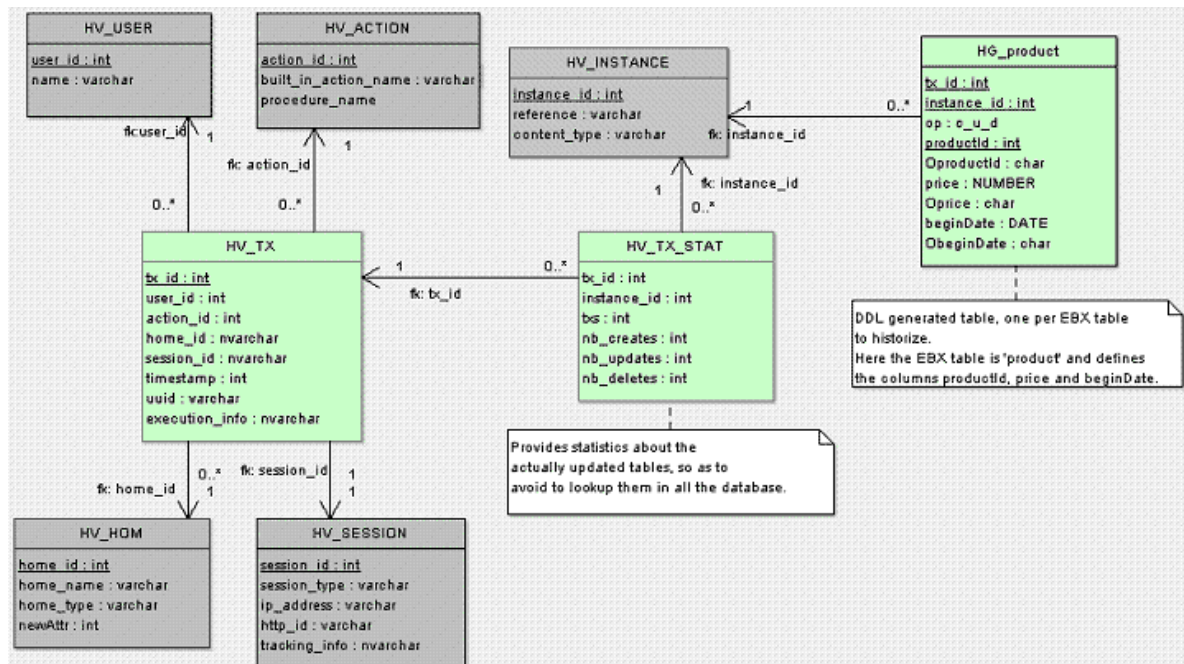 HV_USER
user_id : int
name : varchar
HV_ACTION
action_id : int
built_in_action_name : varchar
procedure_name
HV_INSTANCE
instance_id : int
reference : varchar
content_type : varchar
HG_product
tx_id : int
instance_id : int
op : c_u_d
productId : int
OproductId : char
price : NUMBER
Oprice : char
beginDate : DATE
ObeginDate : char
fk:user_id
1
0..*
fk: action_id
1
0..*
1
0..*
fk: instance_id
1
fk: instance_id
0..*
HV_TX
tx_id : int
user_id : int
action_id : int
home_id : nvarchar
session_id : nvarchar
timestamp : int
uuid : varchar
execution_info : nvarchar
1
0..*
fk: tx_id
HV_TX_STAT
tx_id : int
instance_id : int
txs : int
nb_creates : int
nb_updates : int
nb_deletes : int
DDL generated table, one per EBX table
to historize.
Here the EBX table is 'product' and defines
the columns productId, price and beginDate.
Provides statistics about the
actually updated tables, so as to
avoid to lookup them in all the database.
0..*
fk: home_id
1
fk: session_id
1
1
HV_HOM
home_id : int
home_name : varchar
home_type : varchar
newAttr : int
HV_SESSION
session_id : int
session_type : varchar
ip_address : varchar
http_id : varchar
tracking_info : nvarchar